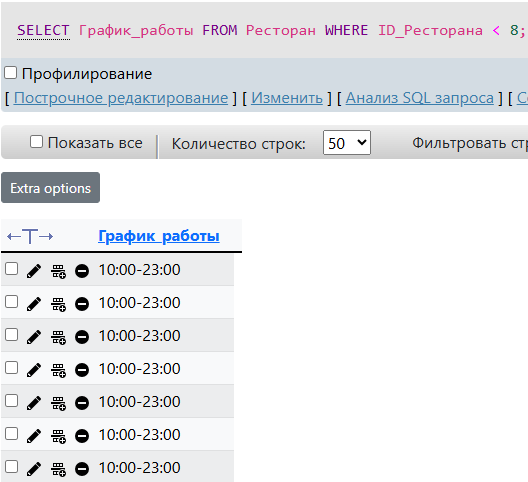 SELECT График_работы FROM Ресторан WHERE ID_Ресторана < 8;
Профилирование
[ Построчное редактирование ] [ Изменить ] [ Анализ SQL запроса ] [
Показать все Количество строк: 50 Фильтровать
Extra options
График_работы
10:00-23:00
10:00-23:00
10:00-23:00
10:00-23:00
10:00-23:00
10:00-23:00
10:00-23:00